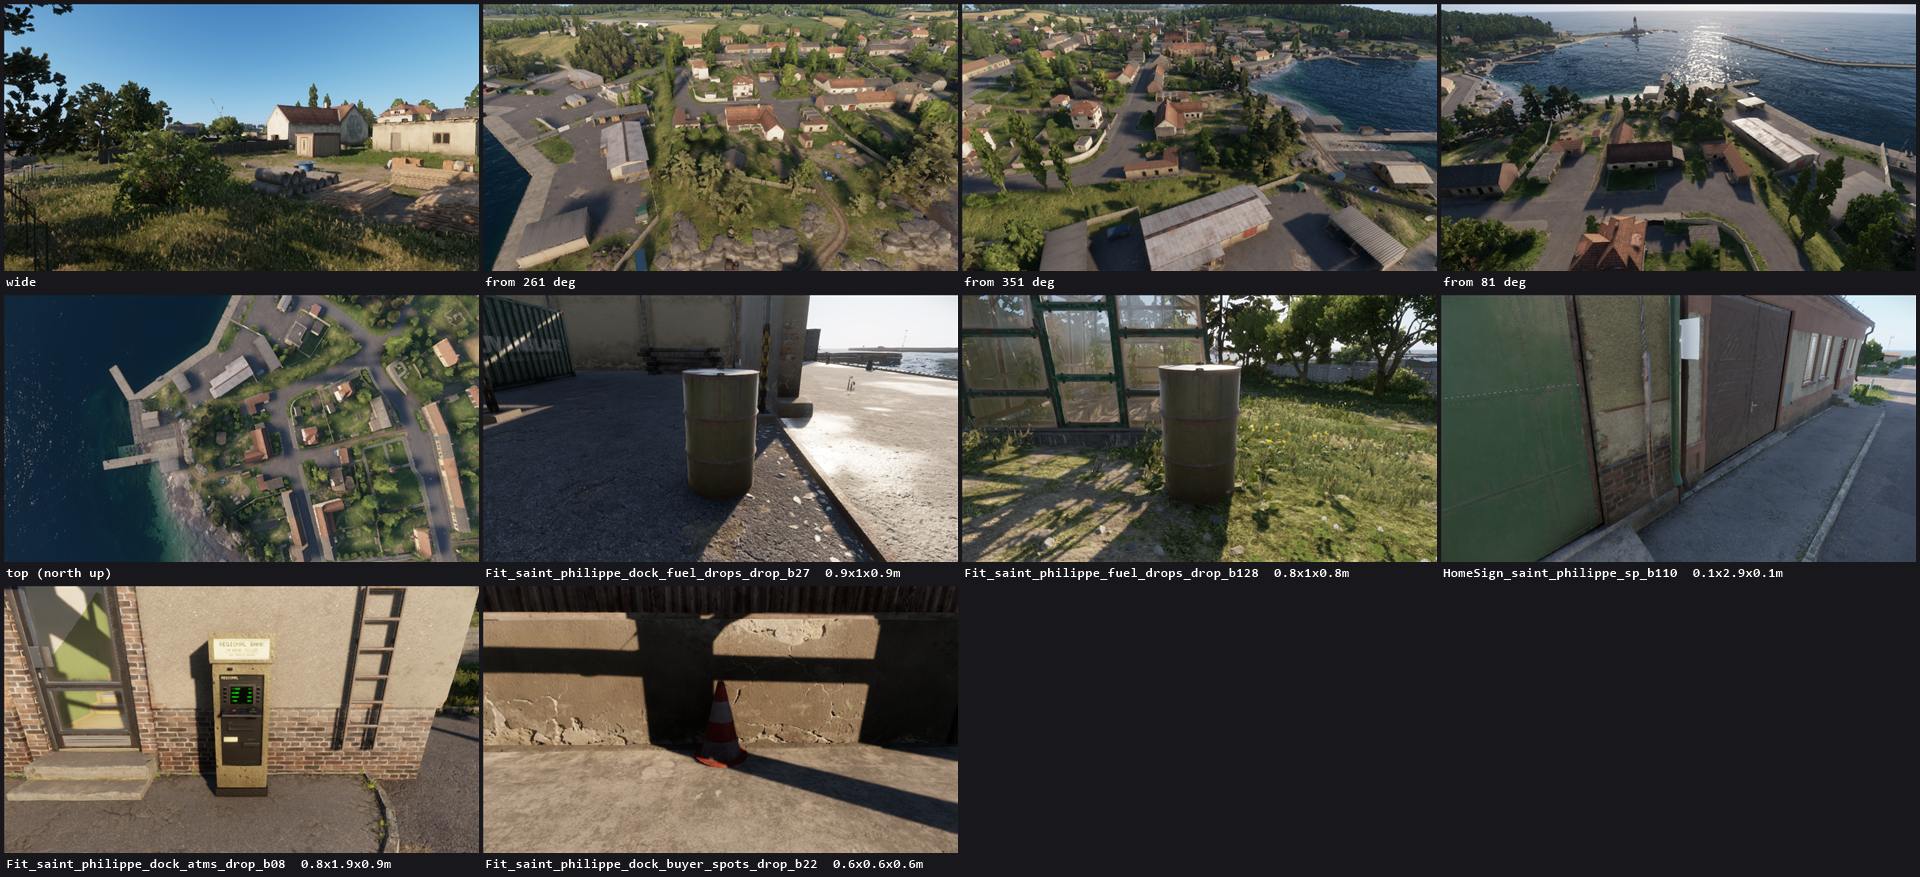 wide
from 261 deg
from 351 deg
from 81 deg
top (north up)
Fit_saint_philippe_dock_fuel_drops_drop_b27 0.9x1x0.9m
Fit_saint_philippe_fuel_drops_drop_b128 0.8x1x0.8m
HomeSign_saint_philippe_sp_b110 0.1x2.9x0.1m
REGIONAL BANK
REGIONAL
Fit_saint_philippe_dock_atms_drop_b08 0.8x1.9x0.9m
Fit_saint_philippe_dock_buyer_spots_drop_b22 0.6x0.6x0.6m